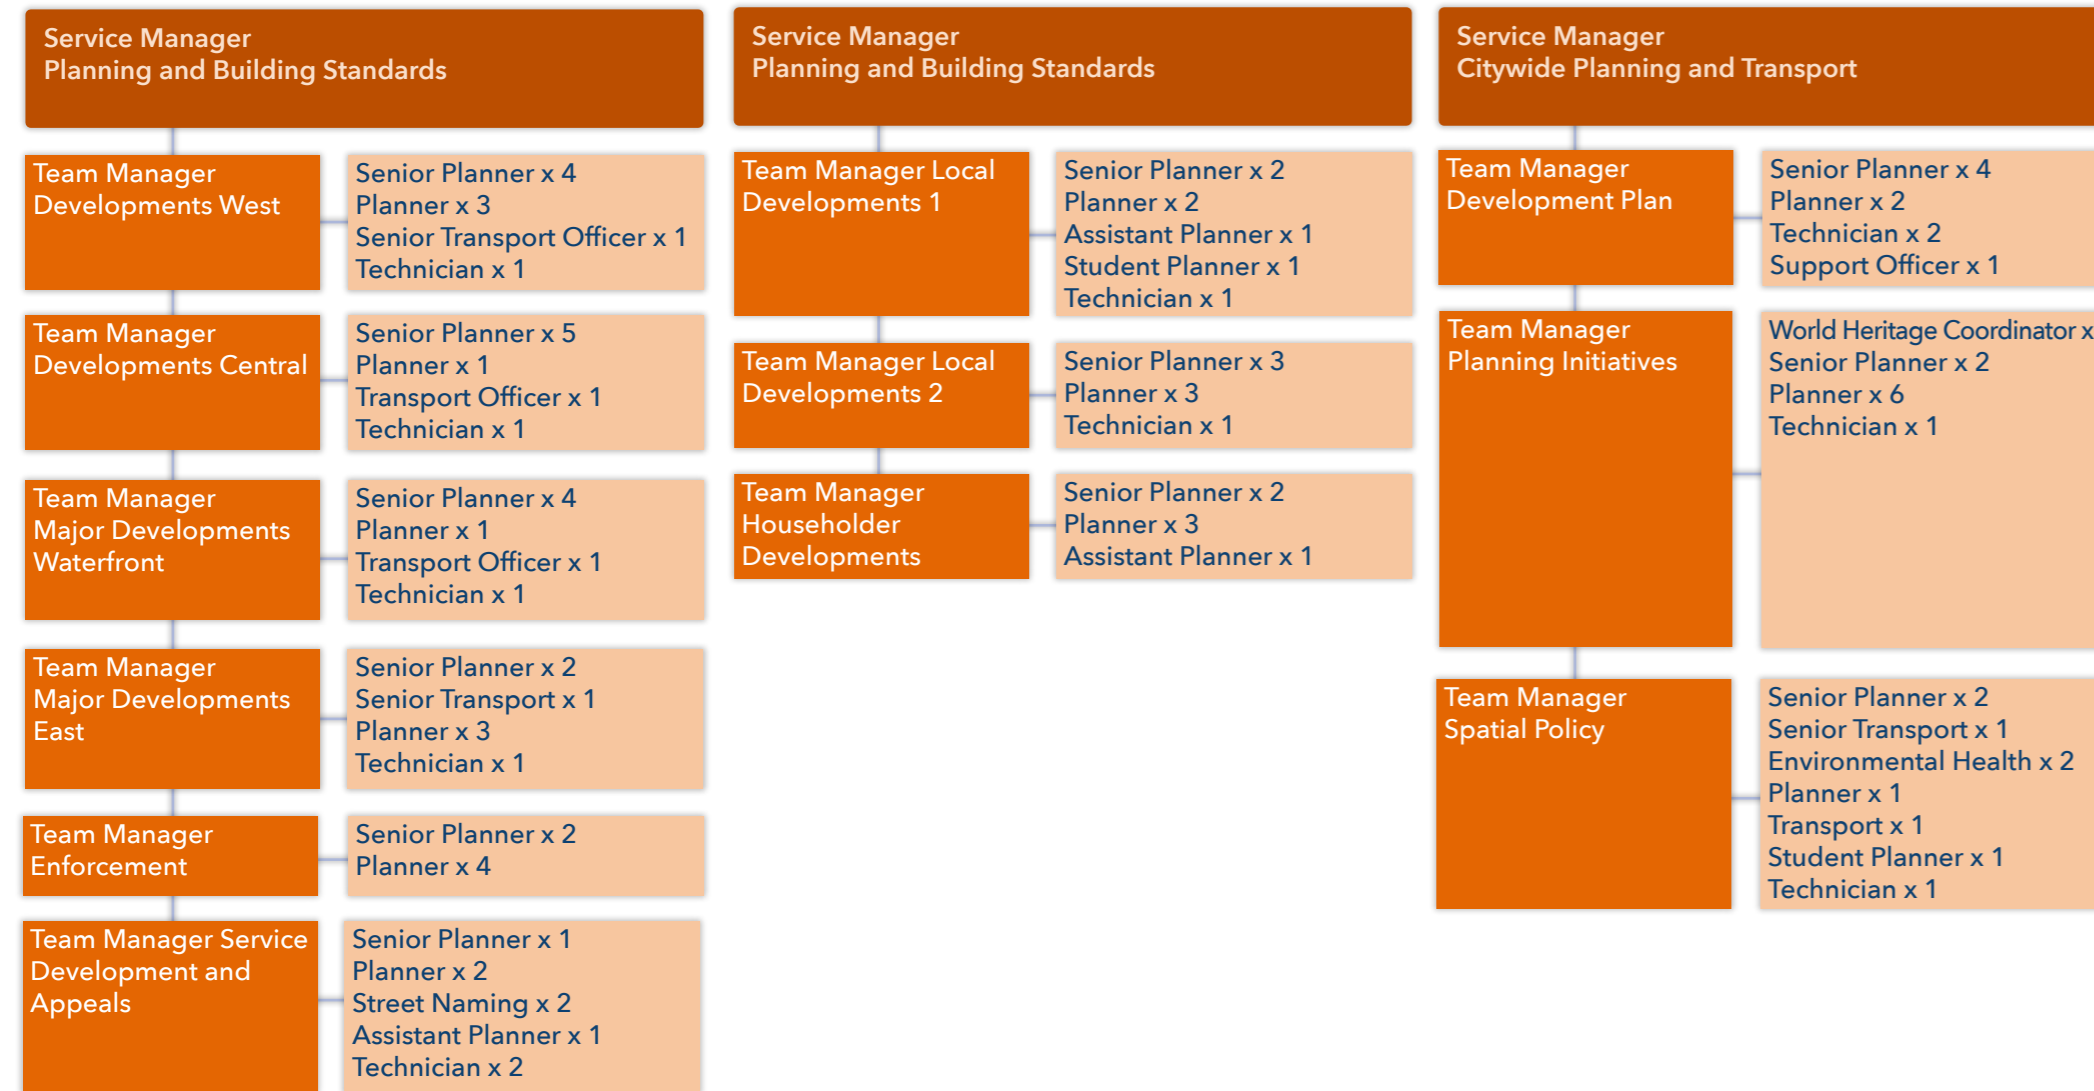 Service Manager
Planning and Building Standards
Team Manager
Developments West
Senior Planner x 4
Planner x 3
Senior Transport Officer x 1
Technician x 1
Team Manager
Developments Central
Senior Planner x 5
Planner x 1
Transport Officer x 1
Technician x 1
Team Manager
Major Developments
Waterfront
Senior Planner x 4
Planner x 1
Transport Officer x 1
Technician x 1
Team Manager
Major Developments
East
Senior Planner x 2
Senior Transport x 1
Planner x 3
Technician x 1
Team Manager
Enforcement
Senior Planner x 2
Planner x 4
Team Manager Service
Development and
Appeals
Senior Planner x 1
Planner x 2
Street Naming x 2
Assistant Planner x 1
Technician x 2
Service Manager
Planning and Building Standards
Team Manager Local
Developments 1
Senior Planner x 2
Planner x 2
Assistant Planner x 1
Student Planner x 1
Technician x 1
Team Manager Local
Developments 2
Senior Planner x 3
Planner x 3
Technician x 1
Team Manager
Householder
Developments
Senior Planner x 2
Planner x 3
Assistant Planner x 1
Service Manager
Citywide Planning and Transport
Team Manager
Development Plan
Senior Planner x 4
Planner x 2
Technician x 2
Support Officer x 1
Team Manager
Planning Initiatives
World Heritage Coordinator x
Senior Planner x 2
Planner x 6
Technician x 1
Team Manager
Spatial Policy
Senior Planner x 2
Senior Transport x 1
Environmental Health x 2
Planner x 1
Transport x 1
Student Planner x 1
Technician x 1